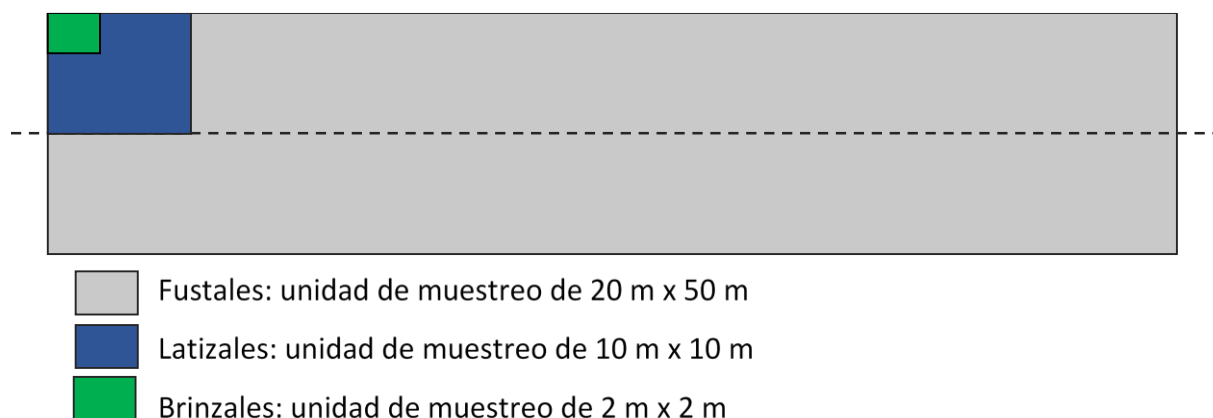 Fustales: unidad de muestreo de 20 m x 50 m
Latizales: unidad de muestreo de 10 m x 10 m
Brinzales: unidad de muestreo de 2 m x 2 m